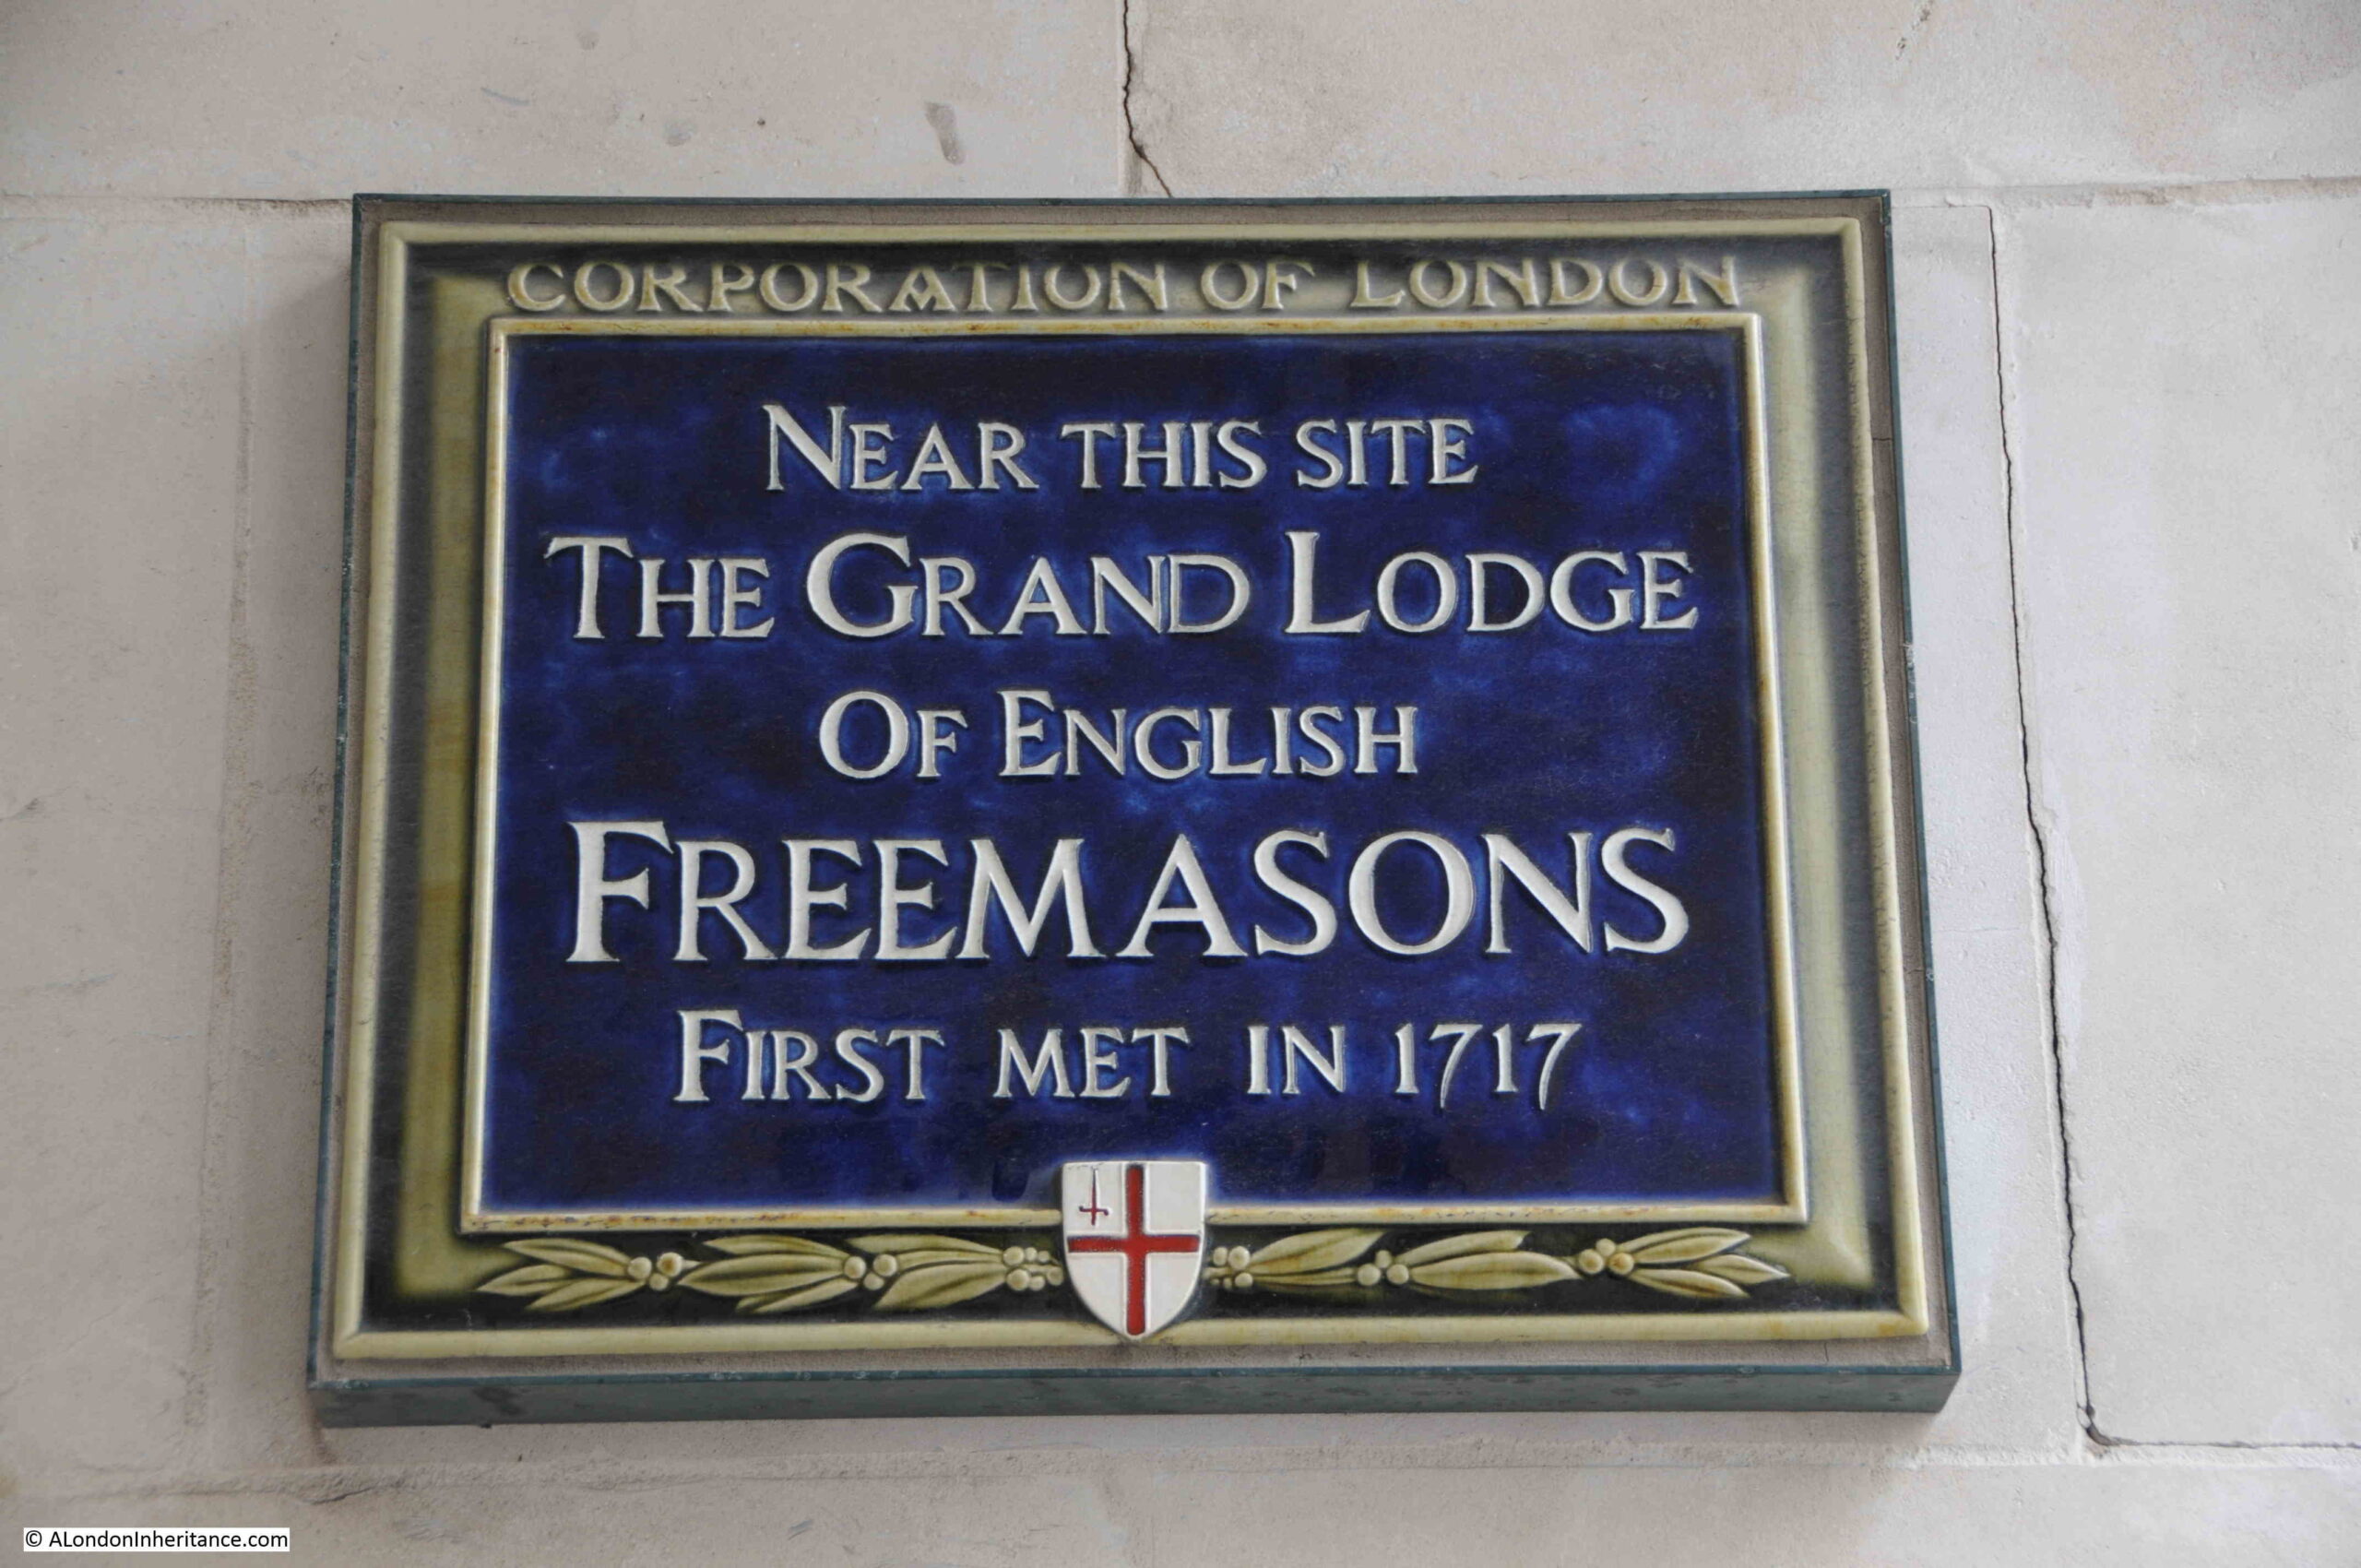 CORPORATION OF LONDON
NEAR THIS SITE
THE GRAND LODGE
OF ENGLISH
FREEMASONS
FIRST MET IN 1717
© ALondonInheritance.com